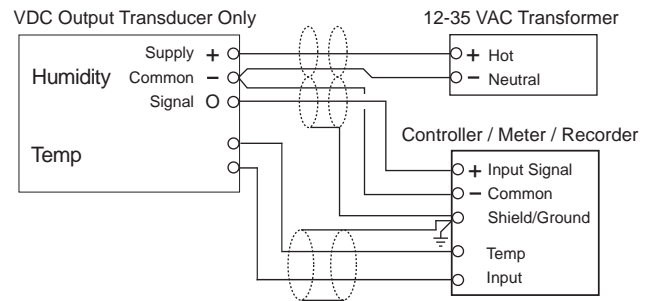 VDC Output Transducer Only
12-35 VAC Transformer
Supply +
Humidity Common –
Signal O
Temp
+ Hot
– Neutral
Controller / Meter / Recorder
+ Input Signal
– Common
Shield/Ground
Temp
Input